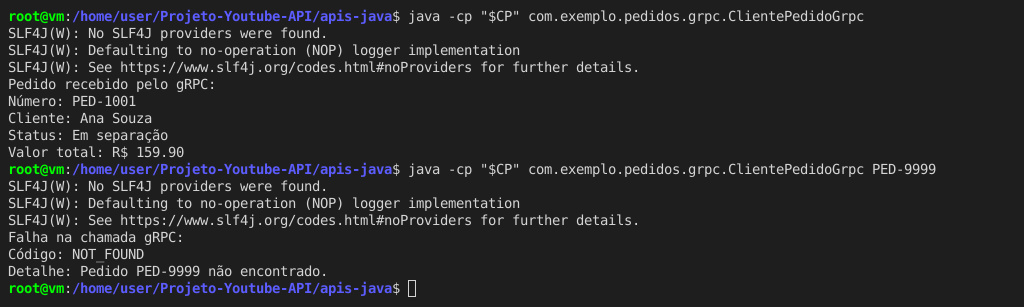 root@vm:/home/user/Projeto-Youtube-API/apis-java$ java -cp "$CP" com.exemplo.pedidos.grpc.ClientePedidoGrpc
SLF4J(W): No SLF4J providers were found.
SLF4J(W): Defaulting to no-operation (NOP) logger implementation
SLF4J(W): See https://www.slf4j.org/codes.html#noProviders for further details.
Pedido recebido pelo gRPC:
Número: PED-1001
Cliente: Ana Souza
Status: Em separação
Valor total: R$ 159.90
root@vm:/home/user/Projeto-Youtube-API/apis-java$ java -cp "$CP" com.exemplo.pedidos.grpc.ClientePedidoGrpc PED-9999
SLF4J(W): No SLF4J providers were found.
SLF4J(W): Defaulting to no-operation (NOP) logger implementation
SLF4J(W): See https://www.slf4j.org/codes.html#noProviders for further details.
Falha na chamada gRPC:
Código: NOT_FOUND
Detalhe: Pedido PED-9999 não encontrado.
root@vm:/home/user/Projeto-Youtube-API/apis-java$